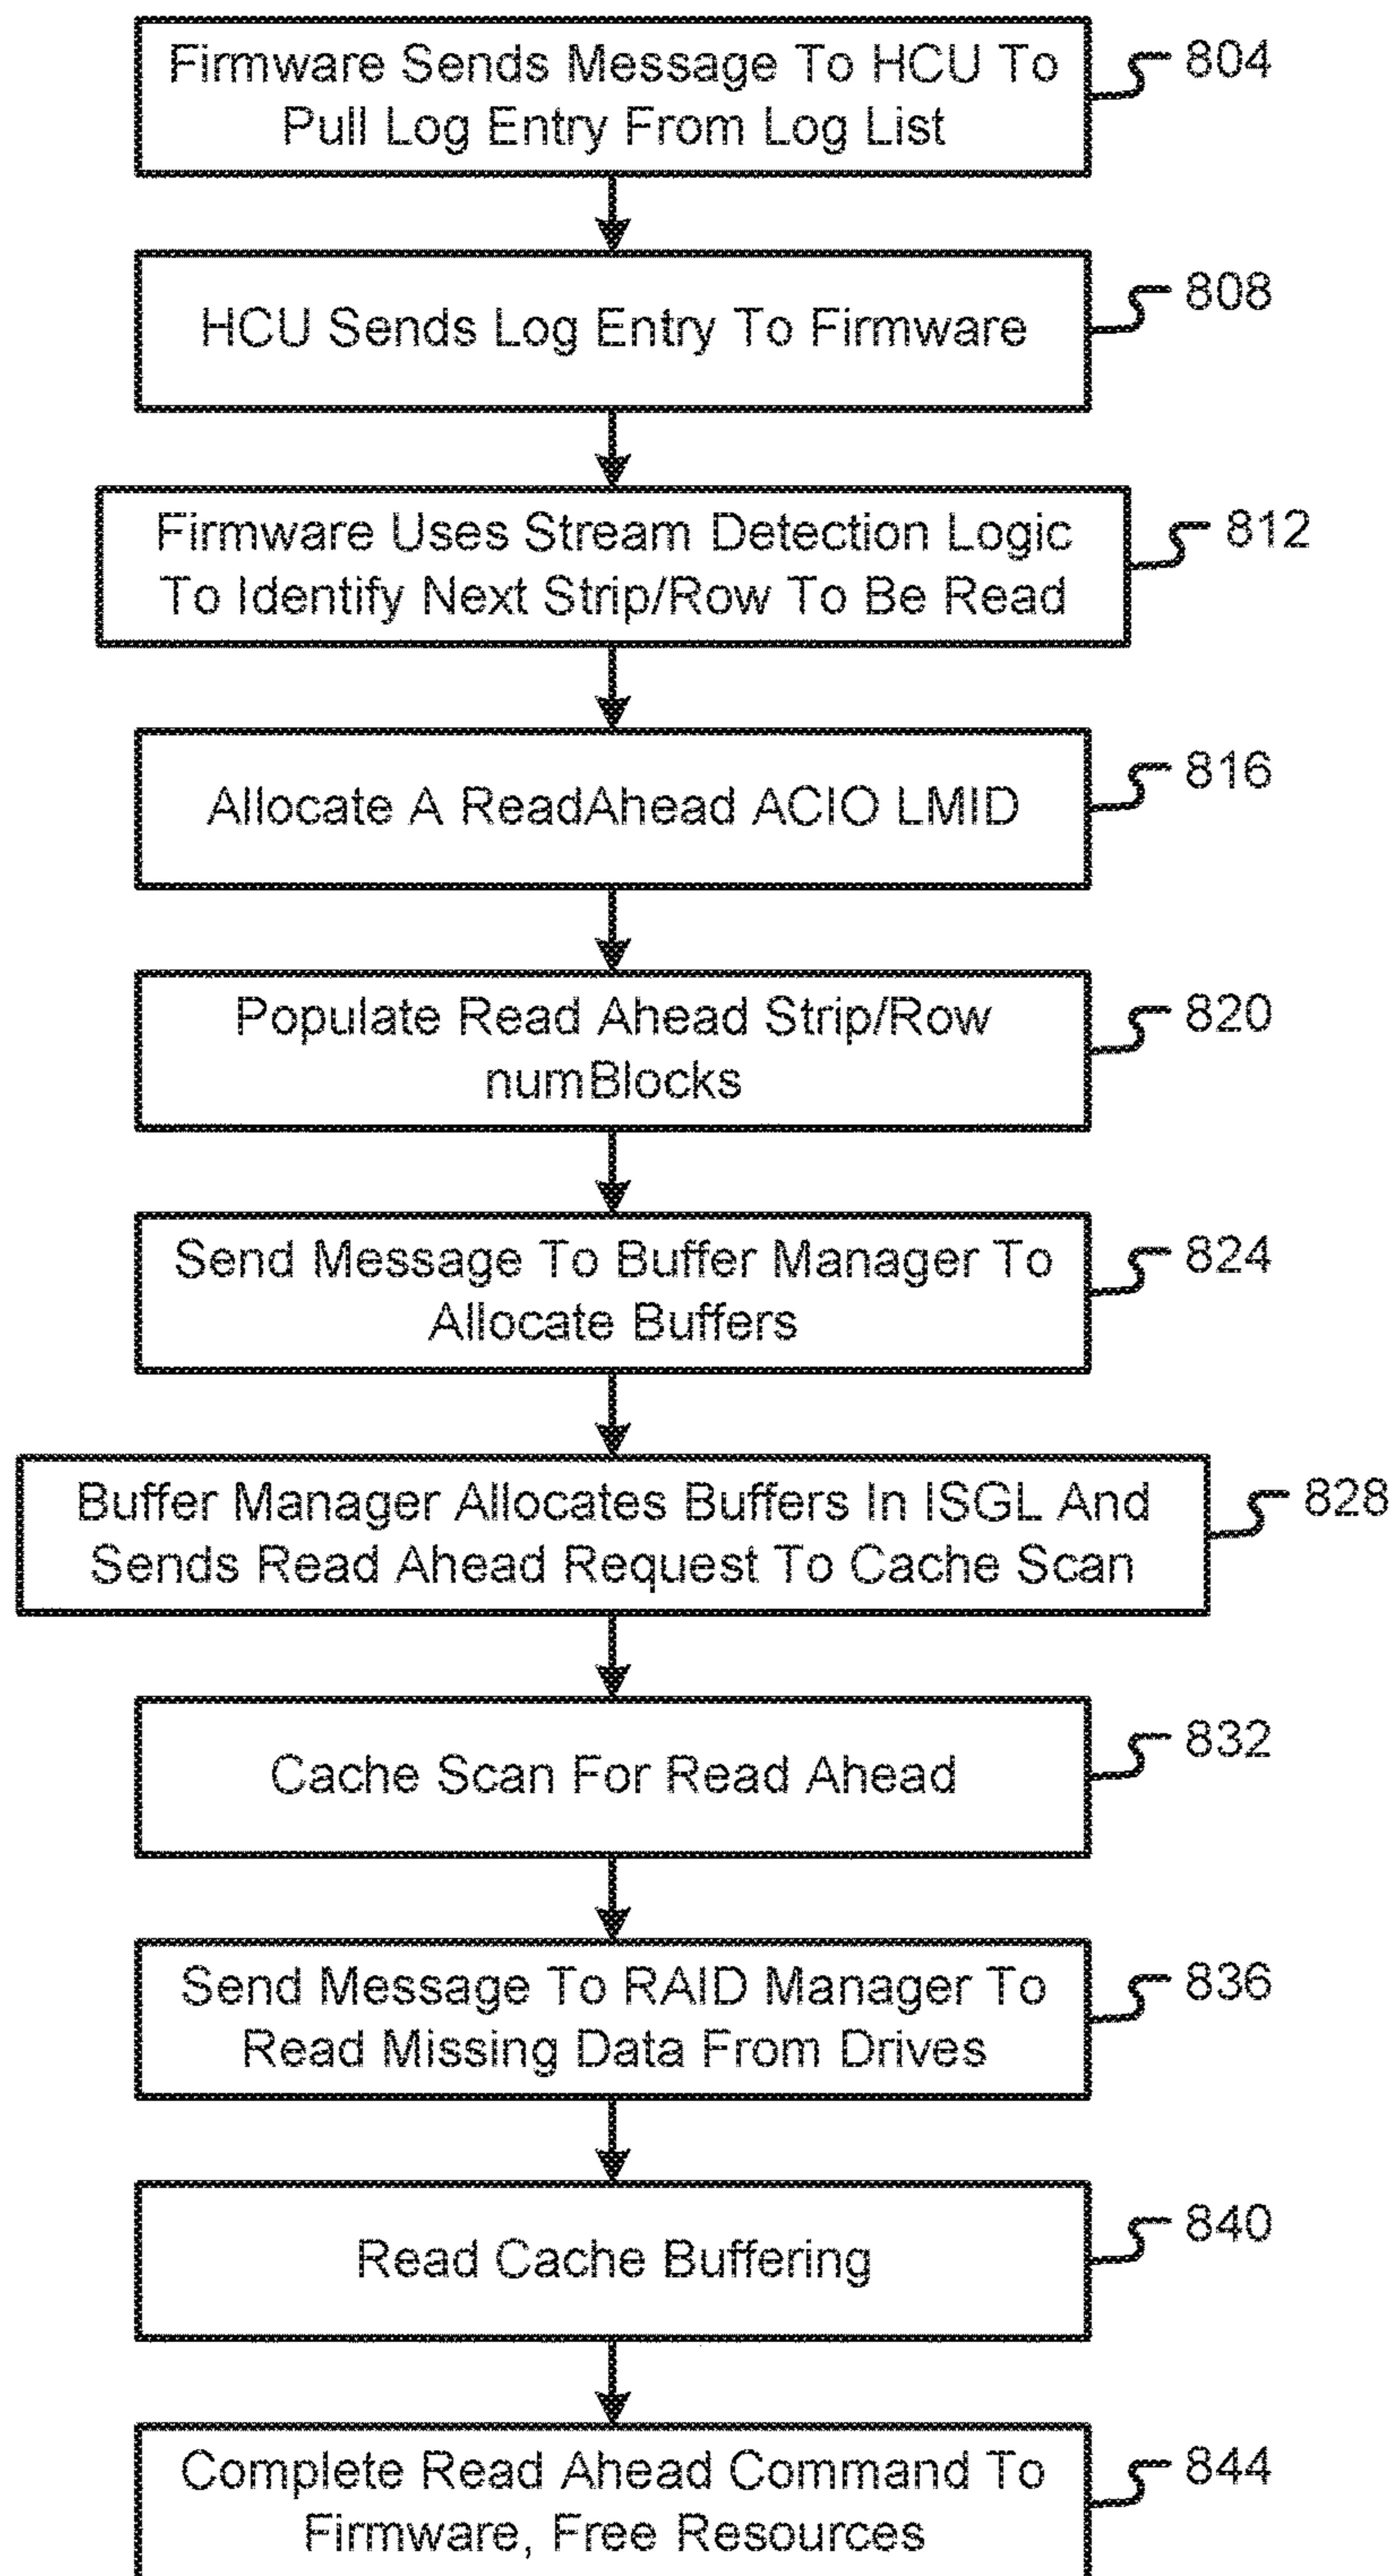 Firmware Sends Message To HCU To
Pull Log Entry From Log List
804
HCU Sends Log Entry To Firmware
808
Firmware Uses Stream Detection Logic
To Identify Next Strip/Row To Be Read
812
Allocate A ReadAhead ACIO LMID
816
Populate Read Ahead Strip/Row
numBlocks
820
Send Message To Buffer Manager To
Allocate Buffers
824
Buffer Manager Allocates Buffers In ISGL And
Sends Read Ahead Request To Cache Scan
828
Cache Scan For Read Ahead
832
Send Message To RAID Manager To
Read Missing Data From Drives
836
Read Cache Buffering
840
Complete Read Ahead Command To
Firmware, Free Resources
844